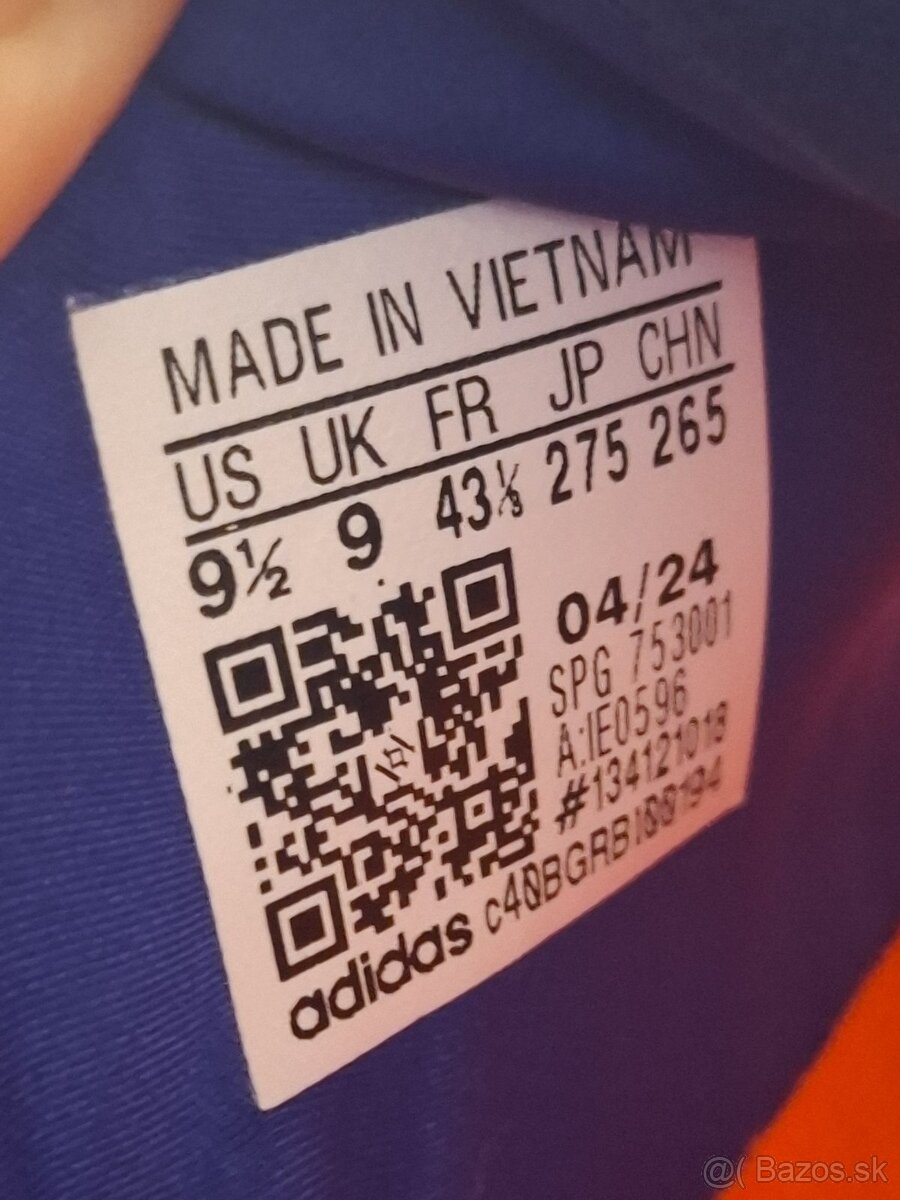 MADE IN VIETNAM
US UK FR JP CHN
9½ 9 43⅓ 275 265
04/24
SPG 753001
A:IE0596
#134121018
adidas c40BGRBI00194
@( Bazos.sk